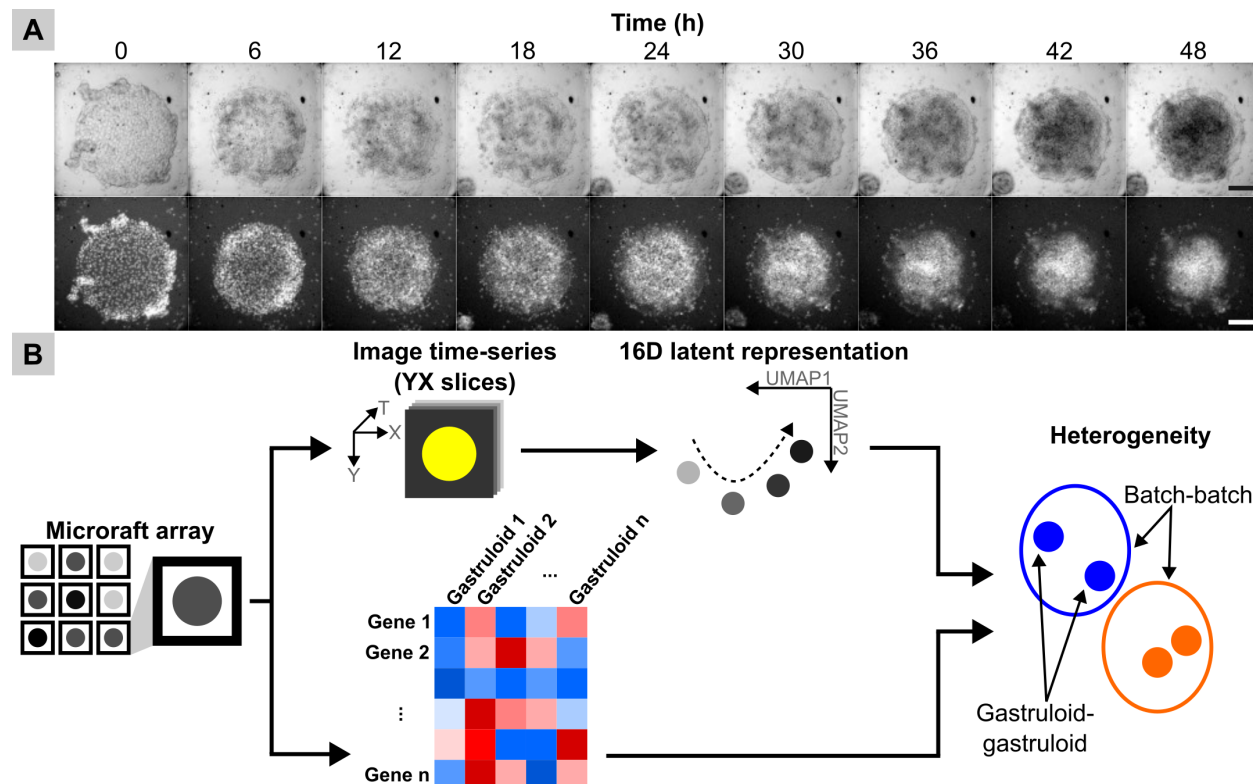 A
Time (h)
0 6 12 18 24 30 36 42 48
B
Image time-series
(YX slices)
16D latent representation
T
X
Y
UMAP1
UMAP2
Heterogeneity
Batch-batch
Microraft array
Gastruloid 1
Gastruloid 2
...
Gastruloid n
Gene 1
Gene 2
...
Gene n
Gastruloid-
gastruloid